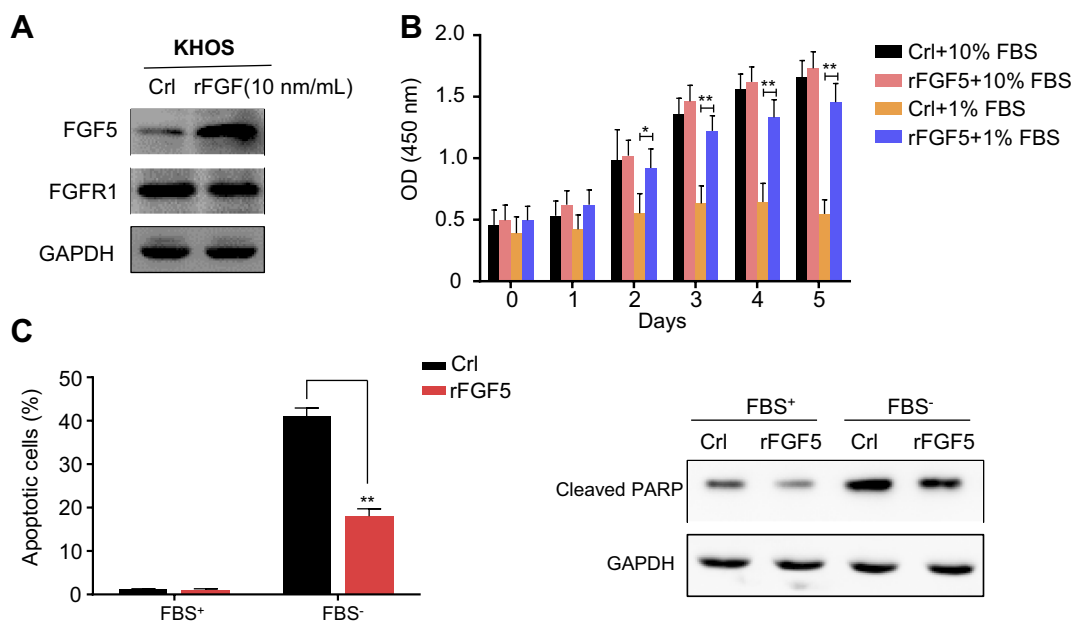 A
KHOS
Crl rFGF(10 nm/mL)
FGF5
FGFR1
GAPDH
B
2.0
1.5
1.0
0.5
0
OD (450 nm)
* ** ** **
0 1 2 3 4 5
Days
Crl+10% FBS
rFGF5+10% FBS
Crl+1% FBS
rFGF5+1% FBS
C
Crl
rFGF5
50
40
30
20
10
0
Apoptotic cells (%)
**
FBS⁺ FBS⁻
FBS⁺ FBS⁻
Crl rFGF5 Crl rFGF5
Cleaved PARP
GAPDH